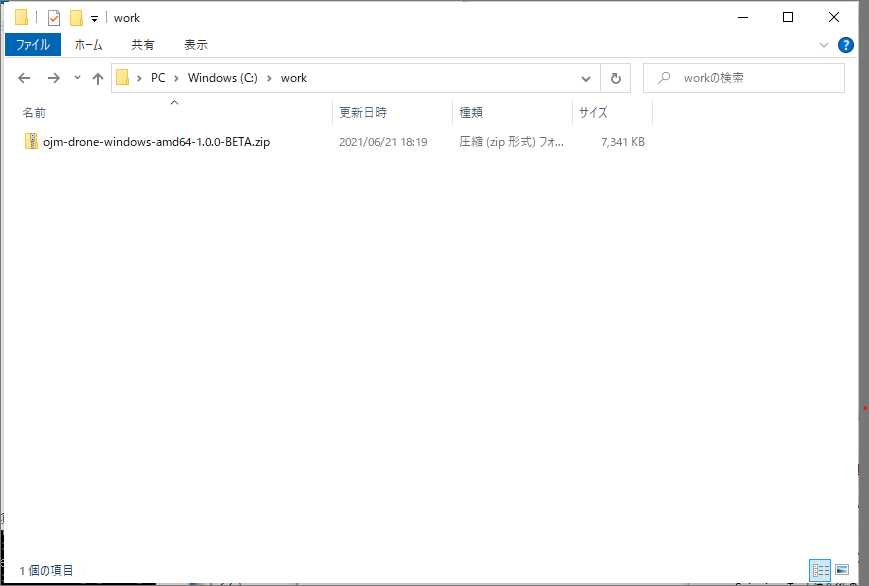 work
ファイル ホーム 共有 表示
PC Windows (C:) work workの検索
名前 更新日時 種類 サイズ
ojm-drone-windows-amd64-1.0.0-BETA.zip 2021/06/21 18:19 圧縮 (zip 形式) フォ... 7,341 KB
1 個の項目